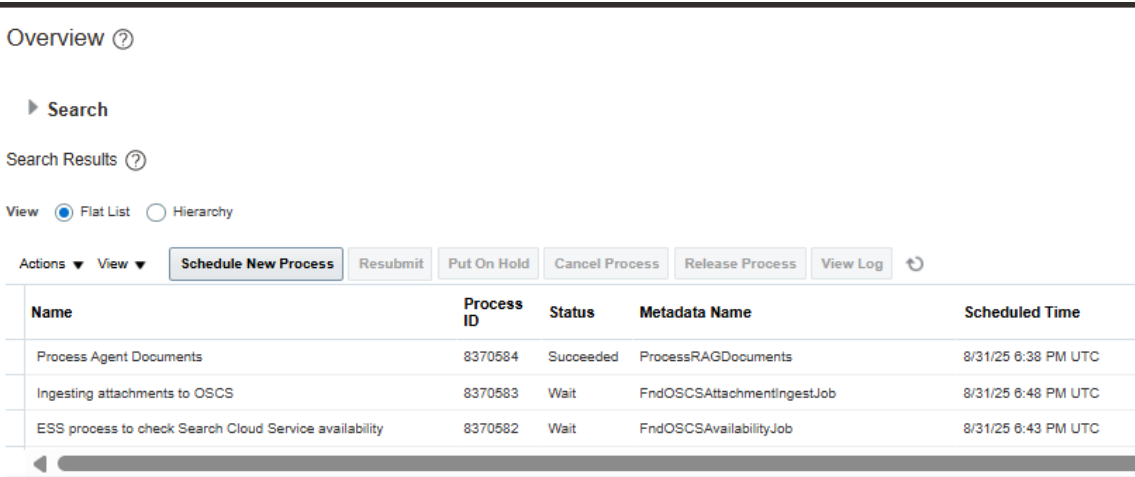 Overview
Search
Search Results
View Flat List Hierarchy
Actions View Schedule New Process Resubmit Put On Hold Cancel Process Release Process View Log
Name Process ID Status Metadata Name Scheduled Time
Process Agent Documents 8370584 Succeeded ProcessRAGDocuments 8/31/25 6:38 PM UTC
Ingesting attachments to OSCS 8370583 Wait FndOSCSAttachmentIngestJob 8/31/25 6:48 PM UTC
ESS process to check Search Cloud Service availability 8370582 Wait FndOSCSAvailabilityJob 8/31/25 6:43 PM UTC